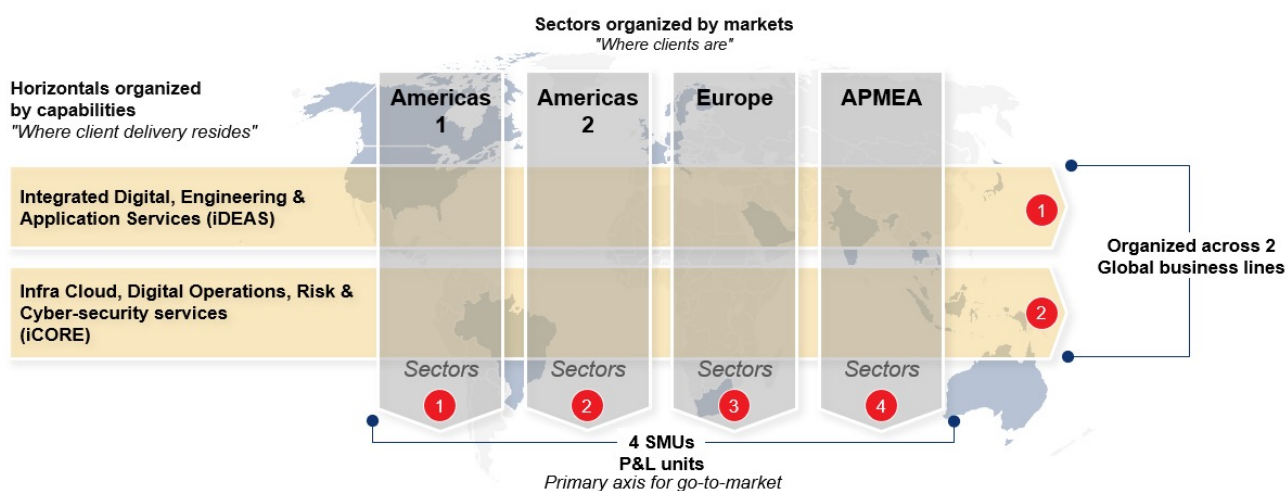 Sectors organized by markets
"Where clients are"
Horizontals organized
by capabilities
"Where client delivery resides"
Americas
1
Americas
2
Europe
APMEA
Integrated Digital, Engineering &
Application Services (iDEAS)
1
Infra Cloud, Digital Operations, Risk &
Cyber-security services
(iCORE)
2
Organized across 2
Global business lines
Sectors
1
Sectors
2
Sectors
3
Sectors
4
4 SMUs
P&L units
Primary axis for go-to-market